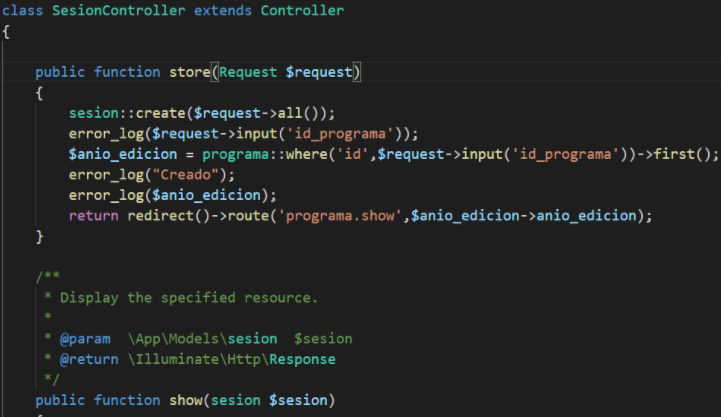 class SesionController extends Controller
{
    public function store(Request $request)
    {
        sesion::create($request->all());
        error_log($request->input('id_programa'));
        $anio_edicion = programa::where('id',$request->input('id_programa'))->first();
        error_log("Creado");
        error_log($anio_edicion);
        return redirect()->route('programa.show',$anio_edicion->anio_edicion);
    }
    /**
     * Display the specified resource.
     *
     * @param  \App\Models\sesion  $sesion
     * @return \Illuminate\Http\Response
     */
    public function show(sesion $sesion)